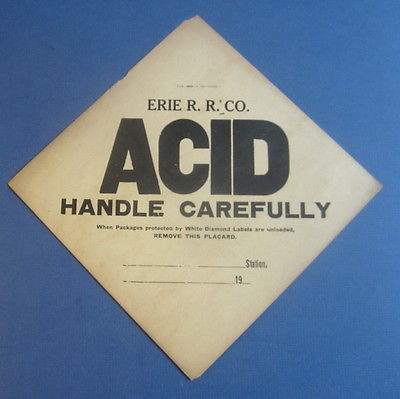 ERIE R. R. CO.
ACID
HANDLE CAREFULLY
When Packages protected by White Diamond Labels are unloaded,
REMOVE THIS PLACARD.
Station,
19